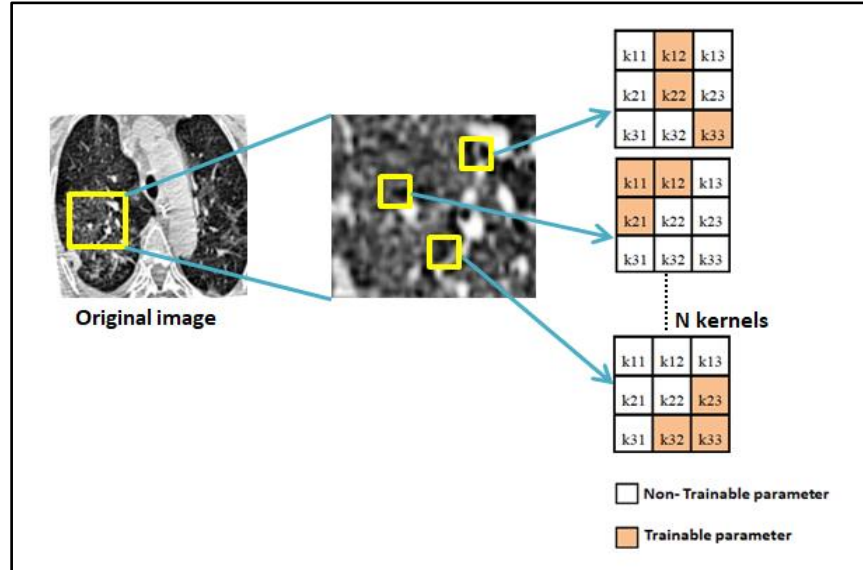 k11 k12 k13
k21 k22 k23
k31 k32 k33
k11 k12 k13
k21 k22 k23
k31 k32 k33
Original image
N kernels
k11 k12 k13
k21 k22 k23
k31 k32 k33
Non- Trainable parameter
Trainable parameter